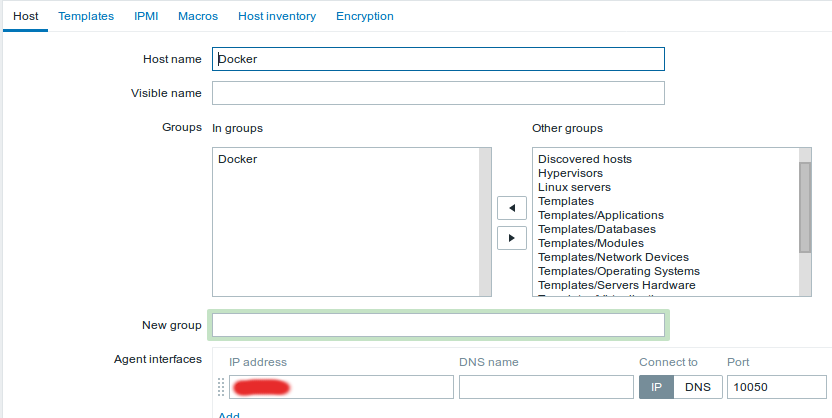 Host Templates IPMI Macros Host inventory Encryption
Host name Docker
Visible name
Groups In groups Other groups
Docker
Discovered hosts
Hypervisors
Linux servers
Templates
Templates/Applications
Templates/Databases
Templates/Modules
Templates/Network Devices
Templates/Operating Systems
Templates/Servers Hardware
New group
Agent interfaces IP address DNS name Connect to Port
IP DNS 10050
Add